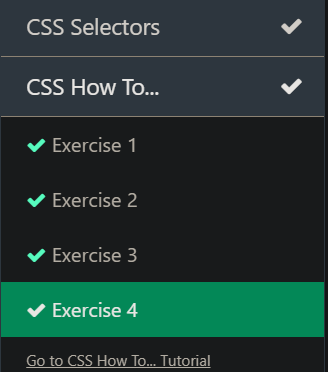 CSS Selectors
CSS How To...
Exercise 1
Exercise 2
Exercise 3
Exercise 4
Go to CSS How To... Tutorial